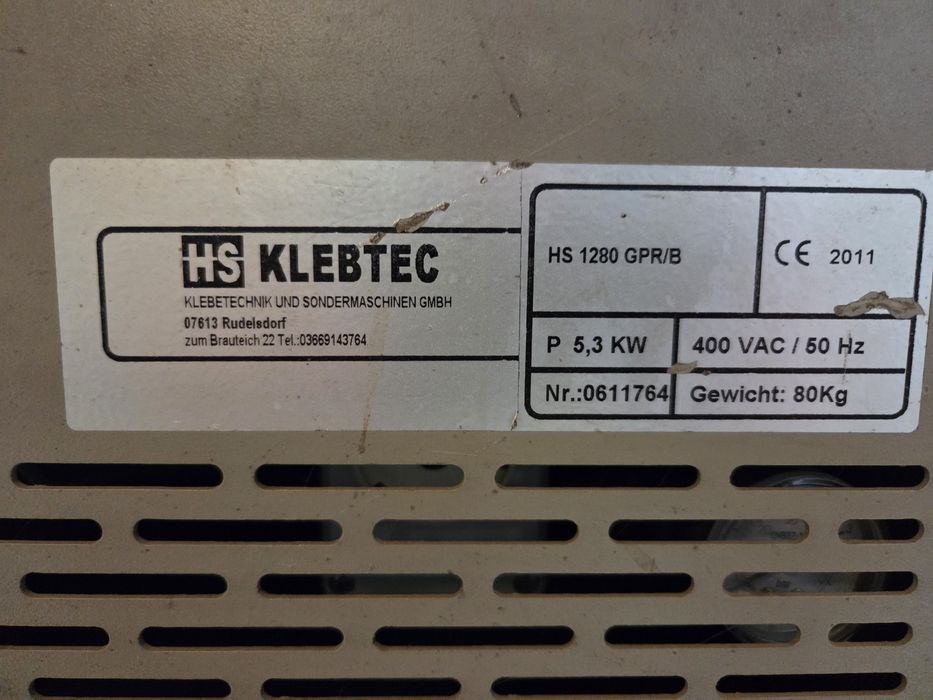 HS KLEBTEC
KLEBETECHNIK UND SONDERMASCHINEN GMBH
07613 Rudelsdorf
zum Brauteich 22 Tel.:03669143764
HS 1280 GPR/B
CE 2011
P 5,3 KW
400 VAC / 50 Hz
Nr.:0611764
Gewicht: 80Kg